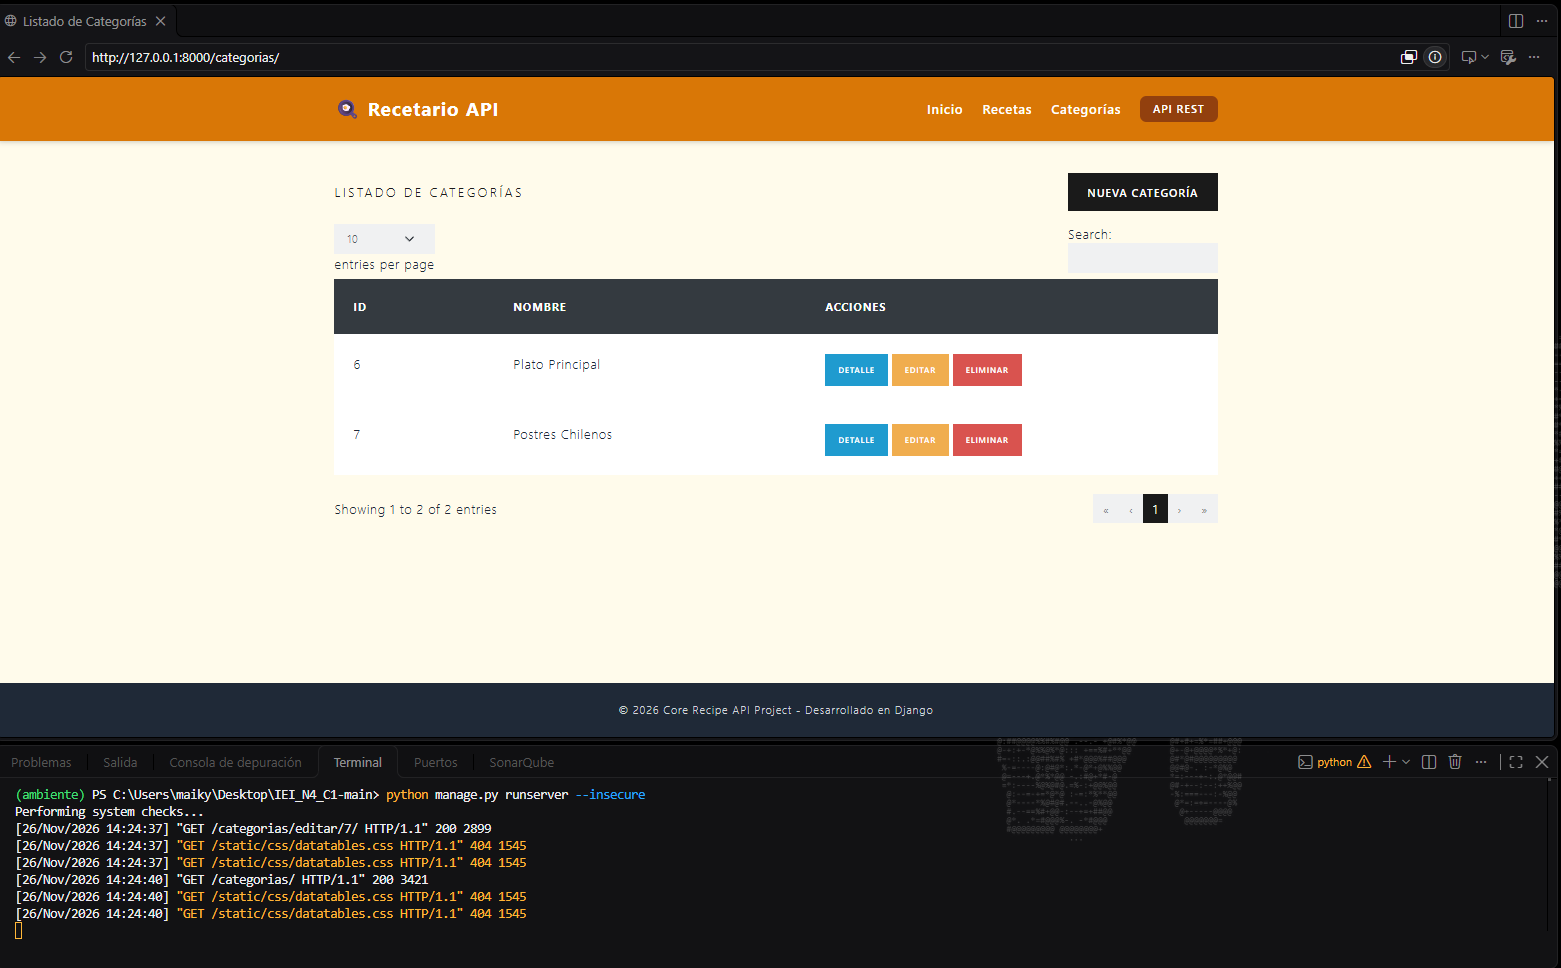 Listado de Categorías
http://127.0.0.1:8000/categorias/
Recetario API
Inicio Recetas Categorías API REST
LISTADO DE CATEGORÍAS
NUEVA CATEGORÍA
10
Search:
entries per page
ID NOMBRE ACCIONES
6 Plato Principal DETALLE EDITAR ELIMINAR
7 Postres Chilenos DETALLE EDITAR ELIMINAR
Showing 1 to 2 of 2 entries
« ‹ 1 › »
© 2026 Core Recipe API Project - Desarrollado en Django
Problemas Salida Consola de depuración Terminal Puertos SonarQube
python
(ambiente) PS C:\Users\maiky\Desktop\IEI_N4_C1-main> python manage.py runserver --insecure
Performing system checks...
[26/Nov/2026 14:24:37] "GET /categorias/editar/7/ HTTP/1.1" 200 2899
[26/Nov/2026 14:24:37] "GET /static/css/datatables.css HTTP/1.1" 404 1545
[26/Nov/2026 14:24:37] "GET /static/css/datatables.css HTTP/1.1" 404 1545
[26/Nov/2026 14:24:40] "GET /categorias/ HTTP/1.1" 200 3421
[26/Nov/2026 14:24:40] "GET /static/css/datatables.css HTTP/1.1" 404 1545
[26/Nov/2026 14:24:40] "GET /static/css/datatables.css HTTP/1.1" 404 1545